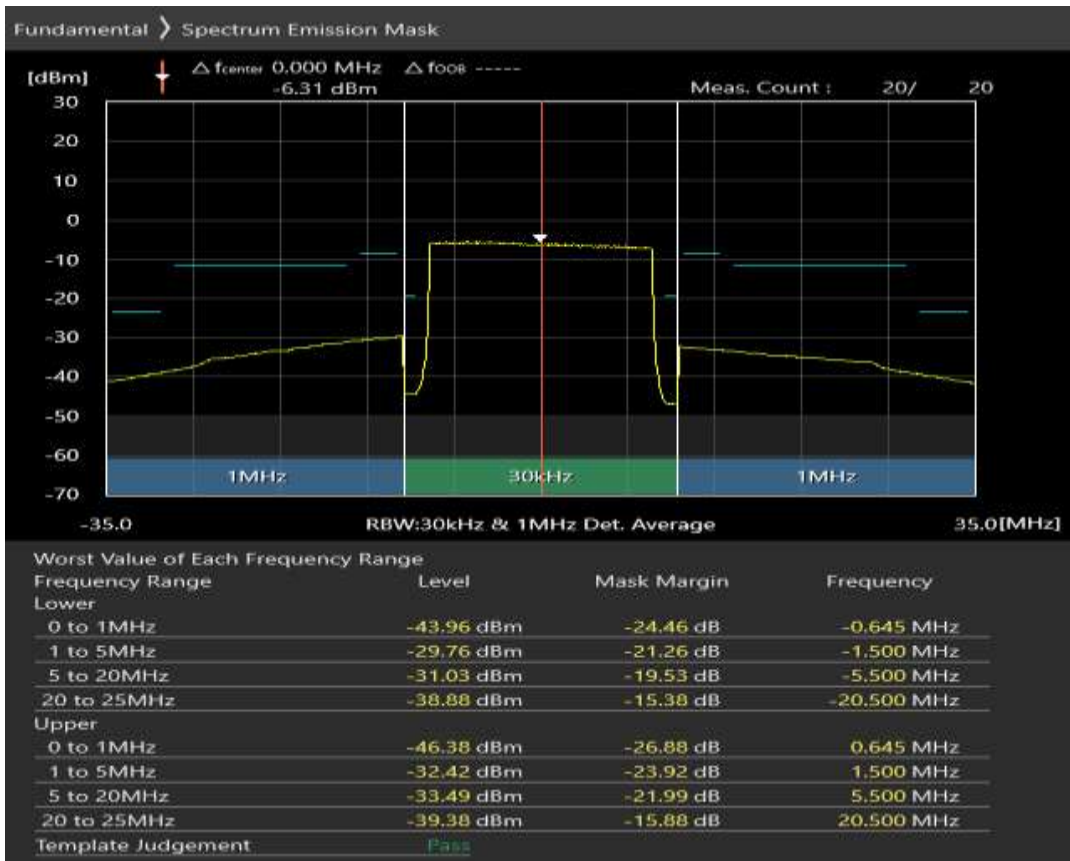 Fundamental 〉 Spectrum Emission Mask
[dBm] △ fcenter 0.000 MHz △ fOOB -----
-6.31 dBm Meas. Count : 20/ 20
30
20
10
0
-10
-20
-30
-40
-50
-60
1MHz 30kHz 1MHz
-70
-35.0 RBW:30kHz & 1MHz Det. Average 35.0[MHz]
Worst Value of Each Frequency Range
Frequency Range Level Mask Margin Frequency
Lower
0 to 1MHz -43.96 dBm -24.46 dB -0.645 MHz
1 to 5MHz -29.76 dBm -21.26 dB -1.500 MHz
5 to 20MHz -31.03 dBm -19.53 dB -5.500 MHz
20 to 25MHz -38.88 dBm -15.38 dB -20.500 MHz
Upper
0 to 1MHz -46.38 dBm -26.88 dB 0.645 MHz
1 to 5MHz -32.42 dBm -23.92 dB 1.500 MHz
5 to 20MHz -33.49 dBm -21.99 dB 5.500 MHz
20 to 25MHz -39.38 dBm -15.88 dB 20.500 MHz
Template Judgement Pass